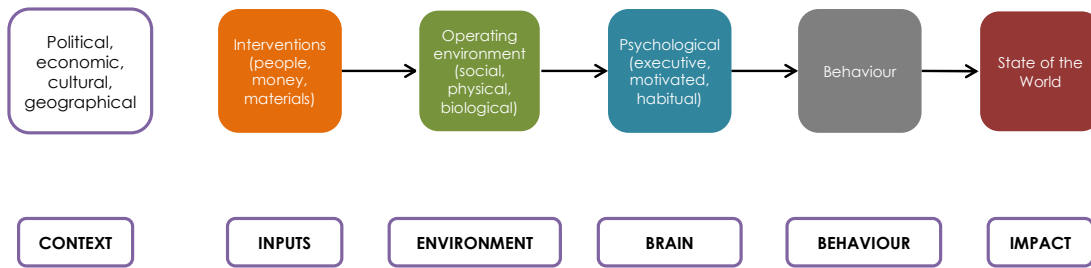 Political,
economic,
cultural,
geographical
Interventions
(people,
money,
materials)
Operating
environment
(social,
physical,
biological)
Psychological
(executive,
motivated,
habitual)
Behaviour
State of the
World
CONTEXT
INPUTS
ENVIRONMENT
BRAIN
BEHAVIOUR
IMPACT